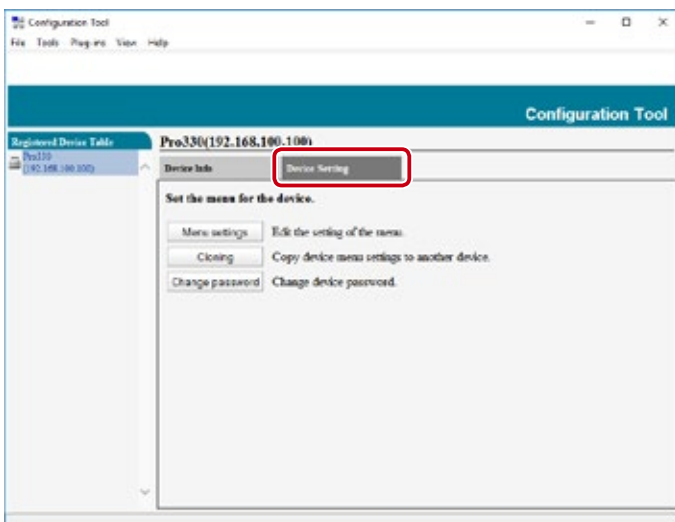 Configuration Tool
File Tools Plug-ins View Help
Configuration Tool
Registered Device Table
Pro330
(192.168.100.100)
Pro330(192.168.100.100)
Device Info
Device Setting
Set the menu for the device.
Menu settings Edit the setting of the menu.
Cloning Copy device menu settings to another device.
Change password Change device password.